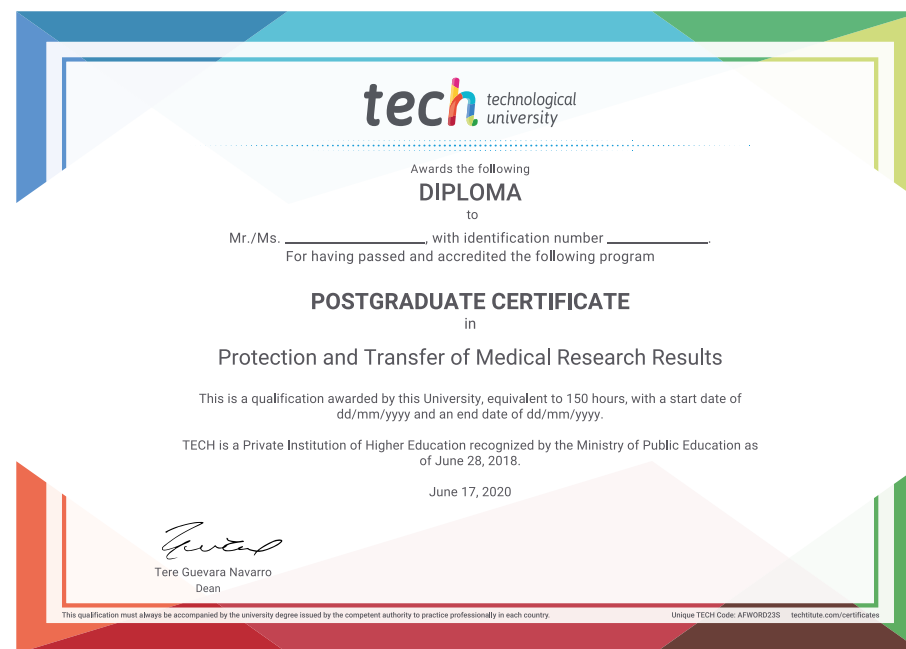 tech technological
university
Awards the following
DIPLOMA
to
Mr./Ms. ____________________, with identification number ______________.
For having passed and accredited the following program
POSTGRADUATE CERTIFICATE
in
Protection and Transfer of Medical Research Results
This is a qualification awarded by this University, equivalent to 150 hours, with a start date of
dd/mm/yyyy and an end date of dd/mm/yyyy.
TECH is a Private Institution of Higher Education recognized by the Ministry of Public Education as
of June 28, 2018.
June 17, 2020
Tere Guevara Navarro
Dean
This qualification must always be accompanied by the university degree issued by the competent authority to practice professionally in each country.
Unique TECH Code: AFWORD23S techtitute.com/certificates